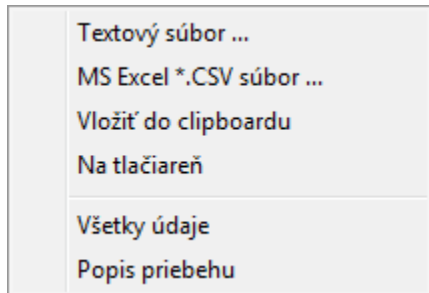 Textový súbor ...
MS Excel *.CSV súbor ...
Vložiť do clipboardu
Na tlačiareň
Všetky údaje
Popis priebehu